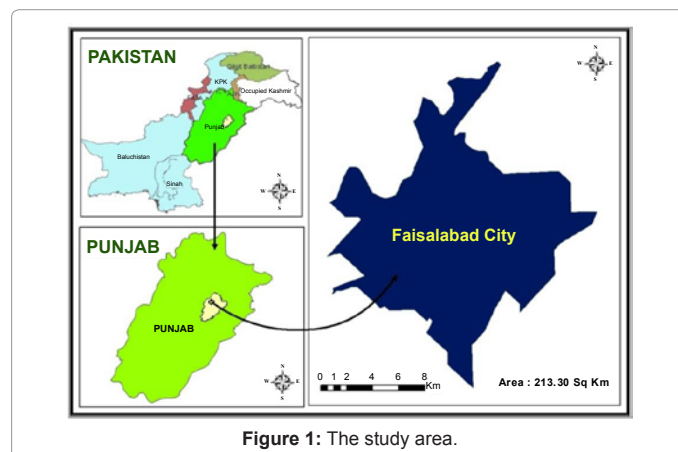 PAKISTAN
Gilgit Baltistan
KPK
Occupied Kashmir
Punjab
Baluchistan
Sinah
N
W E
S
PUNJAB
PUNJAB
N
W E
S
N
W E
S
Faisalabad City
0 1 2 4 6 8
Km
Area : 213.30 Sq Km
Figure 1: The study area.